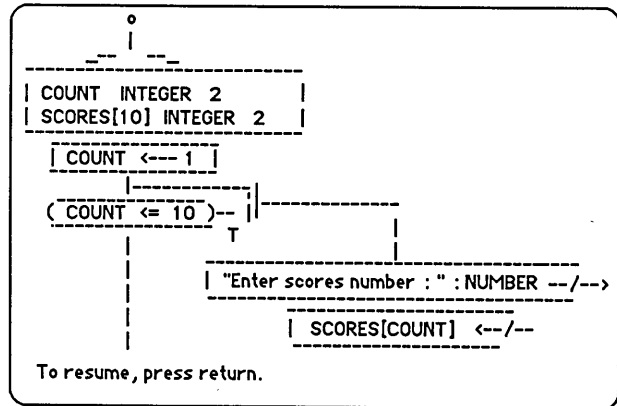 COUNT INTEGER 2
SCORES[10] INTEGER 2
COUNT <--- 1
( COUNT <= 10 )--
T
"Enter scores number : " : NUMBER --/-->
SCORES[COUNT] <--/--
To resume, press return.